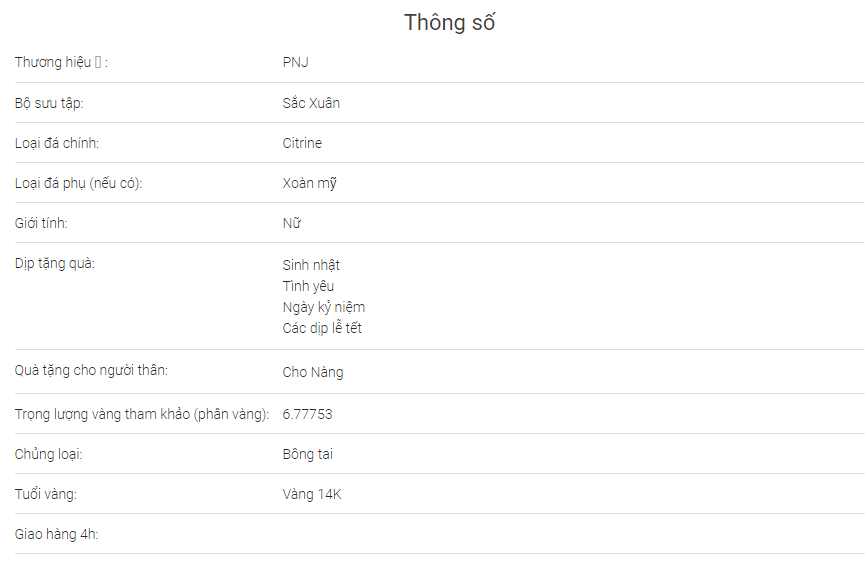 Thông số
Thương hiệu : PNJ
Bộ sưu tập: Sắc Xuân
Loại đá chính: Citrine
Loại đá phụ (nếu có): Xoàn mỹ
Giới tính: Nữ
Dịp tặng quà: Sinh nhật
Tình yêu
Ngày kỷ niệm
Các dịp lễ tết
Quà tặng cho người thân: Cho Nàng
Trọng lượng vàng tham khảo (phân vàng): 6.77753
Chủng loại: Bông tai
Tuổi vàng: Vàng 14K
Giao hàng 4h: